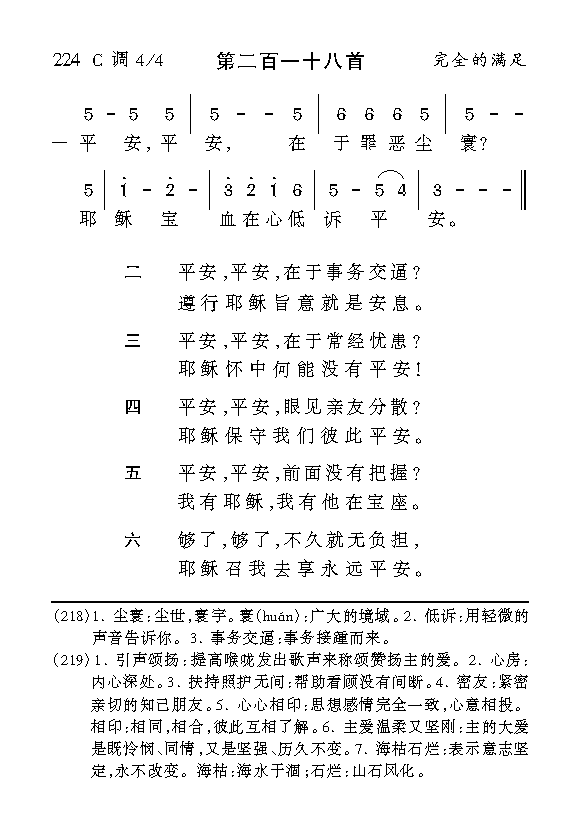 224 C 调 4/4 第二百一十八首 完全的满足
5 - 5 5 | 5 - - 5 | 6 6 6 5 | 5 - -
一 平 安, 平 安, 在 于 罪 恶 尘 寰?
5 | i - 2̇ - | 3̇ 2̇ i 6 | 5 - 5 4 | 3 - - - ‖
耶 稣 宝 血 在 心 低 诉 平 安。
二 平安,平安,在于事务交逼?
遵行耶稣旨意就是安息。
三 平安,平安,在于常经忧患?
耶稣怀中何能没有平安!
四 平安,平安,眼见亲友分散?
耶稣保守我们彼此平安。
五 平安,平安,前面没有把握?
我有耶稣,我有他在宝座。
六 够了,够了,不久就无负担,
耶稣召我去享永远平安。
(218)1. 尘寰:尘世,寰宇。寰(huán):广大的境域。2. 低诉:用轻微的
声音告诉你。3. 事务交逼:事务接踵而来。
(219)1. 引声颂扬:提高喉咙发出歌声来称颂赞扬主的爱。2. 心房:
内心深处。3. 扶持照护无间:帮助看顾没有间断。4. 密友:紧密
亲切的知己朋友。5. 心心相印:思想感情完全一致,心意相投。
相印:相同,相合,彼此互相了解。6. 主爱温柔又坚刚:主的大爱
是既怜悯、同情,又是坚强、历久不变。7. 海枯石烂:表示意志坚
定,永不改变。海枯:海水干涸;石烂:山石风化。